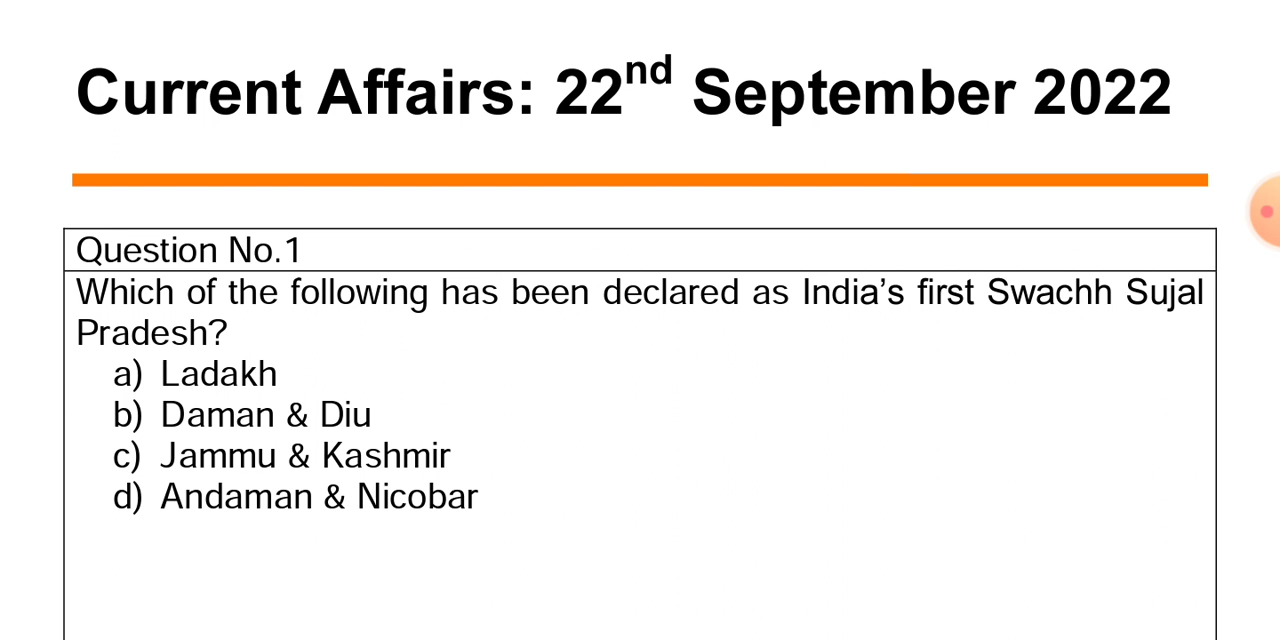 Current Affairs: 22nd September 2022
Question No.1
Which of the following has been declared as India’s first Swachh Sujal
Pradesh?
a) Ladakh
b) Daman & Diu
c) Jammu & Kashmir
d) Andaman & Nicobar